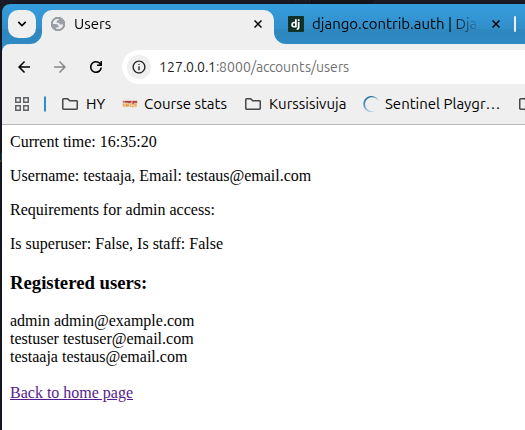 Users
django.contrib.auth | Dja
127.0.0.1:8000/accounts/users
HY
Course stats
Kurssisivuja
Sentinel Playgr…
Current time: 16:35:20
Username: testaaja, Email: testaus@email.com
Requirements for admin access:
Is superuser: False, Is staff: False
Registered users:
admin admin@example.com
testuser testuser@email.com
testaaja testaus@email.com
Back to home page